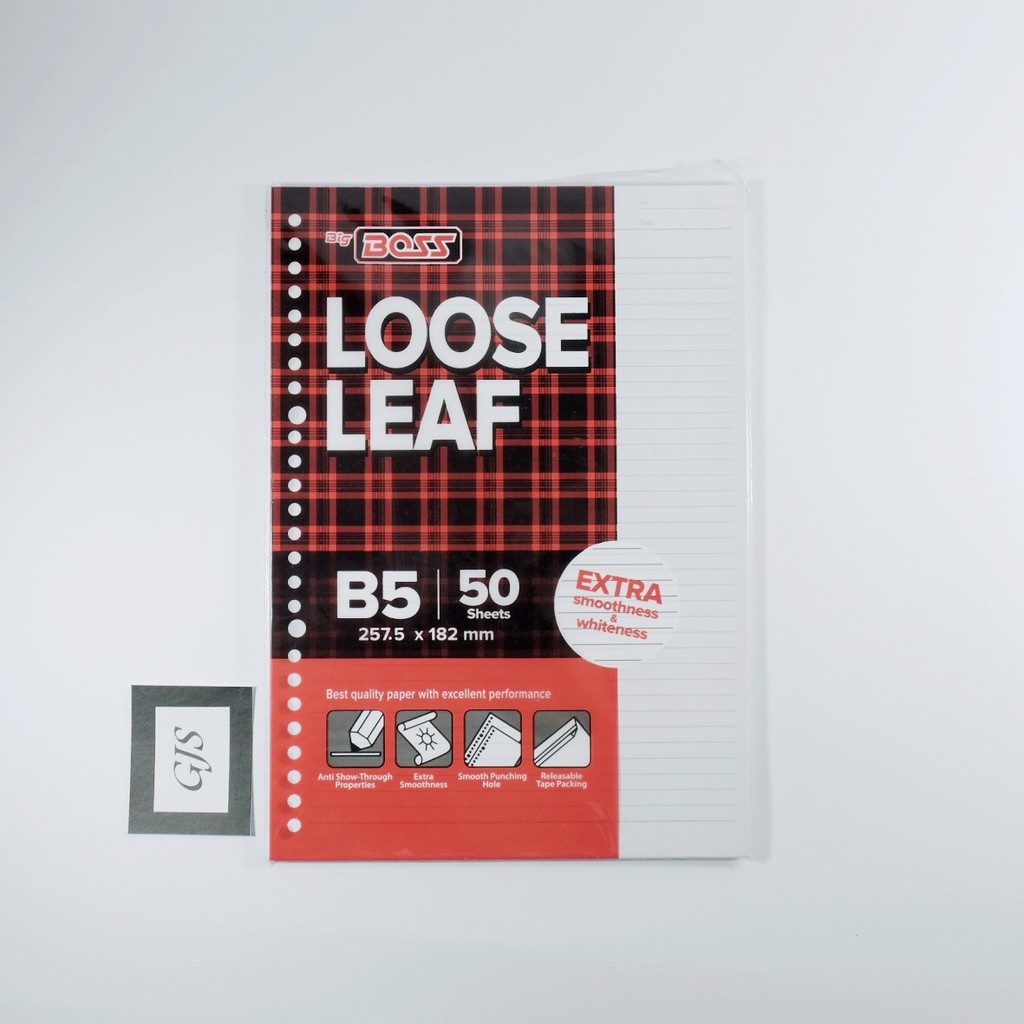 Big BOSS
LOOSE
LEAF
B5
50
Sheets
257.5 x 182 mm
EXTRA
smoothness
&
whiteness
Best quality paper with excellent performance
Anti Show-Through
Properties
Extra
Smoothness
Smooth Punching
Hole
Releasable
Tape Packing
GJS